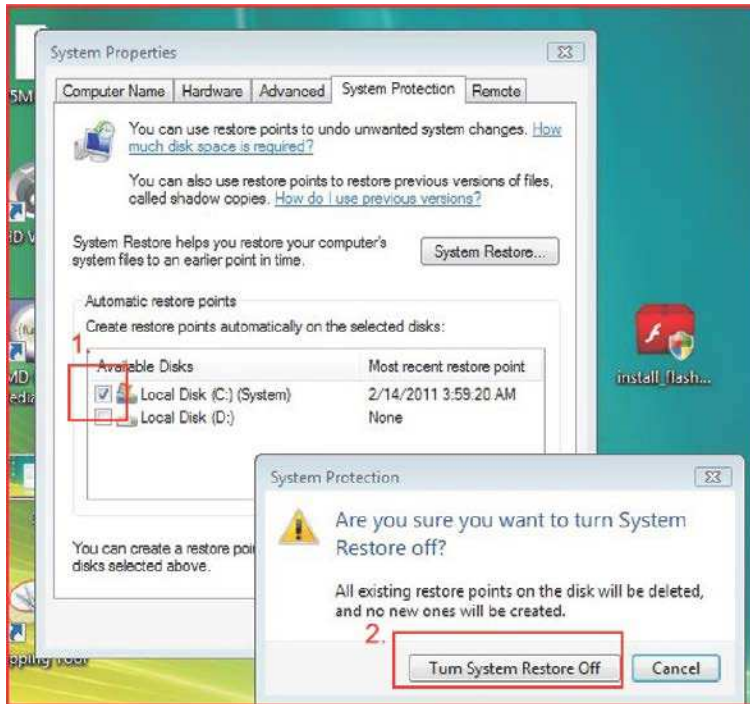 5M
System Properties
Computer Name
Hardware
Advanced
System Protection
Remote
You can use restore points to undo unwanted system changes. How
much disk space is required?
You can also use restore points to restore previous versions of files,
called shadow copies. How do I use previous versions?
System Restore helps you restore your computer's
system files to an earlier point in time.
System Restore...
Automatic restore points
Create restore points automatically on the selected disks:
1.
Available Disks
Most recent restore point
Local Disk (C:) (System)
2/14/2011 3:59:20 AM
Local Disk (D:)
None
install_flash...
System Protection
Are you sure you want to turn System
Restore off?
All existing restore points on the disk will be deleted,
and no new ones will be created.
2.
Turn System Restore Off
Cancel
You can create a restore poi
disks selected above.